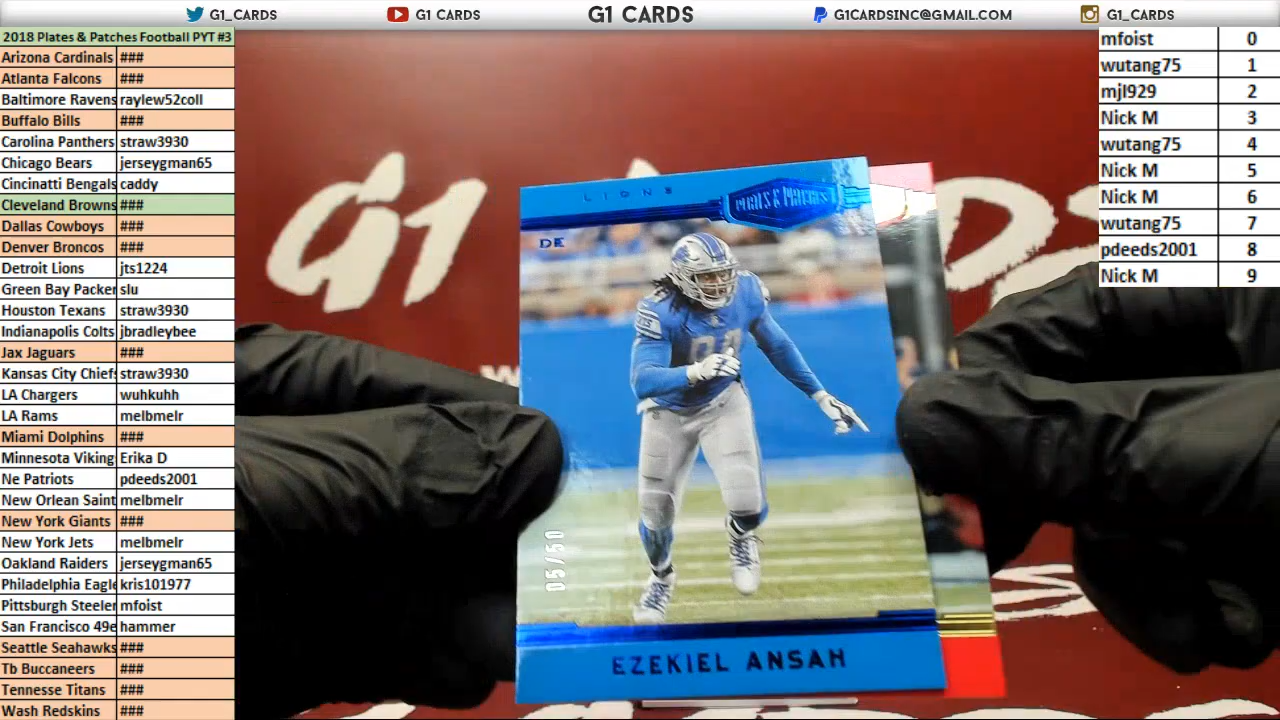 G1_CARDS G1 CARDS G1 CARDS G1CARDSINC@GMAIL.COM G1_CARDS
2018 Plates & Patches Football PYT #3
Arizona Cardinals ###
Atlanta Falcons ###
Baltimore Ravens raylew52coll
Buffalo Bills ###
Carolina Panthers straw3930
Chicago Bears jerseygman65
Cincinatti Bengals caddy
Cleveland Browns ###
Dallas Cowboys ###
Denver Broncos ###
Detroit Lions jts1224
Green Bay Packer slu
Houston Texans straw3930
Indianapolis Colts jbradleybee
Jax Jaguars ###
Kansas City Chiefs straw3930
LA Chargers wuhkuhh
LA Rams melbmelr
Miami Dolphins ###
Minnesota Viking Erika D
Ne Patriots pdeeds2001
New Orlean Saint melbmelr
New York Giants ###
New York Jets melbmelr
Oakland Raiders jerseygman65
Philadelphia Eagle kris101977
Pittsburgh Steeler mfoist
San Francisco 49e hammer
Seattle Seahawks ###
Tb Buccaneers ###
Tennesse Titans ###
Wash Redskins ###
mfoist 0
wutang75 1
mjl929 2
Nick M 3
wutang75 4
Nick M 5
Nick M 6
wutang75 7
pdeeds2001 8
Nick M 9
G1
LIONS
PLATES & PATCHES
DE
05/50
EZEKIEL ANSAH